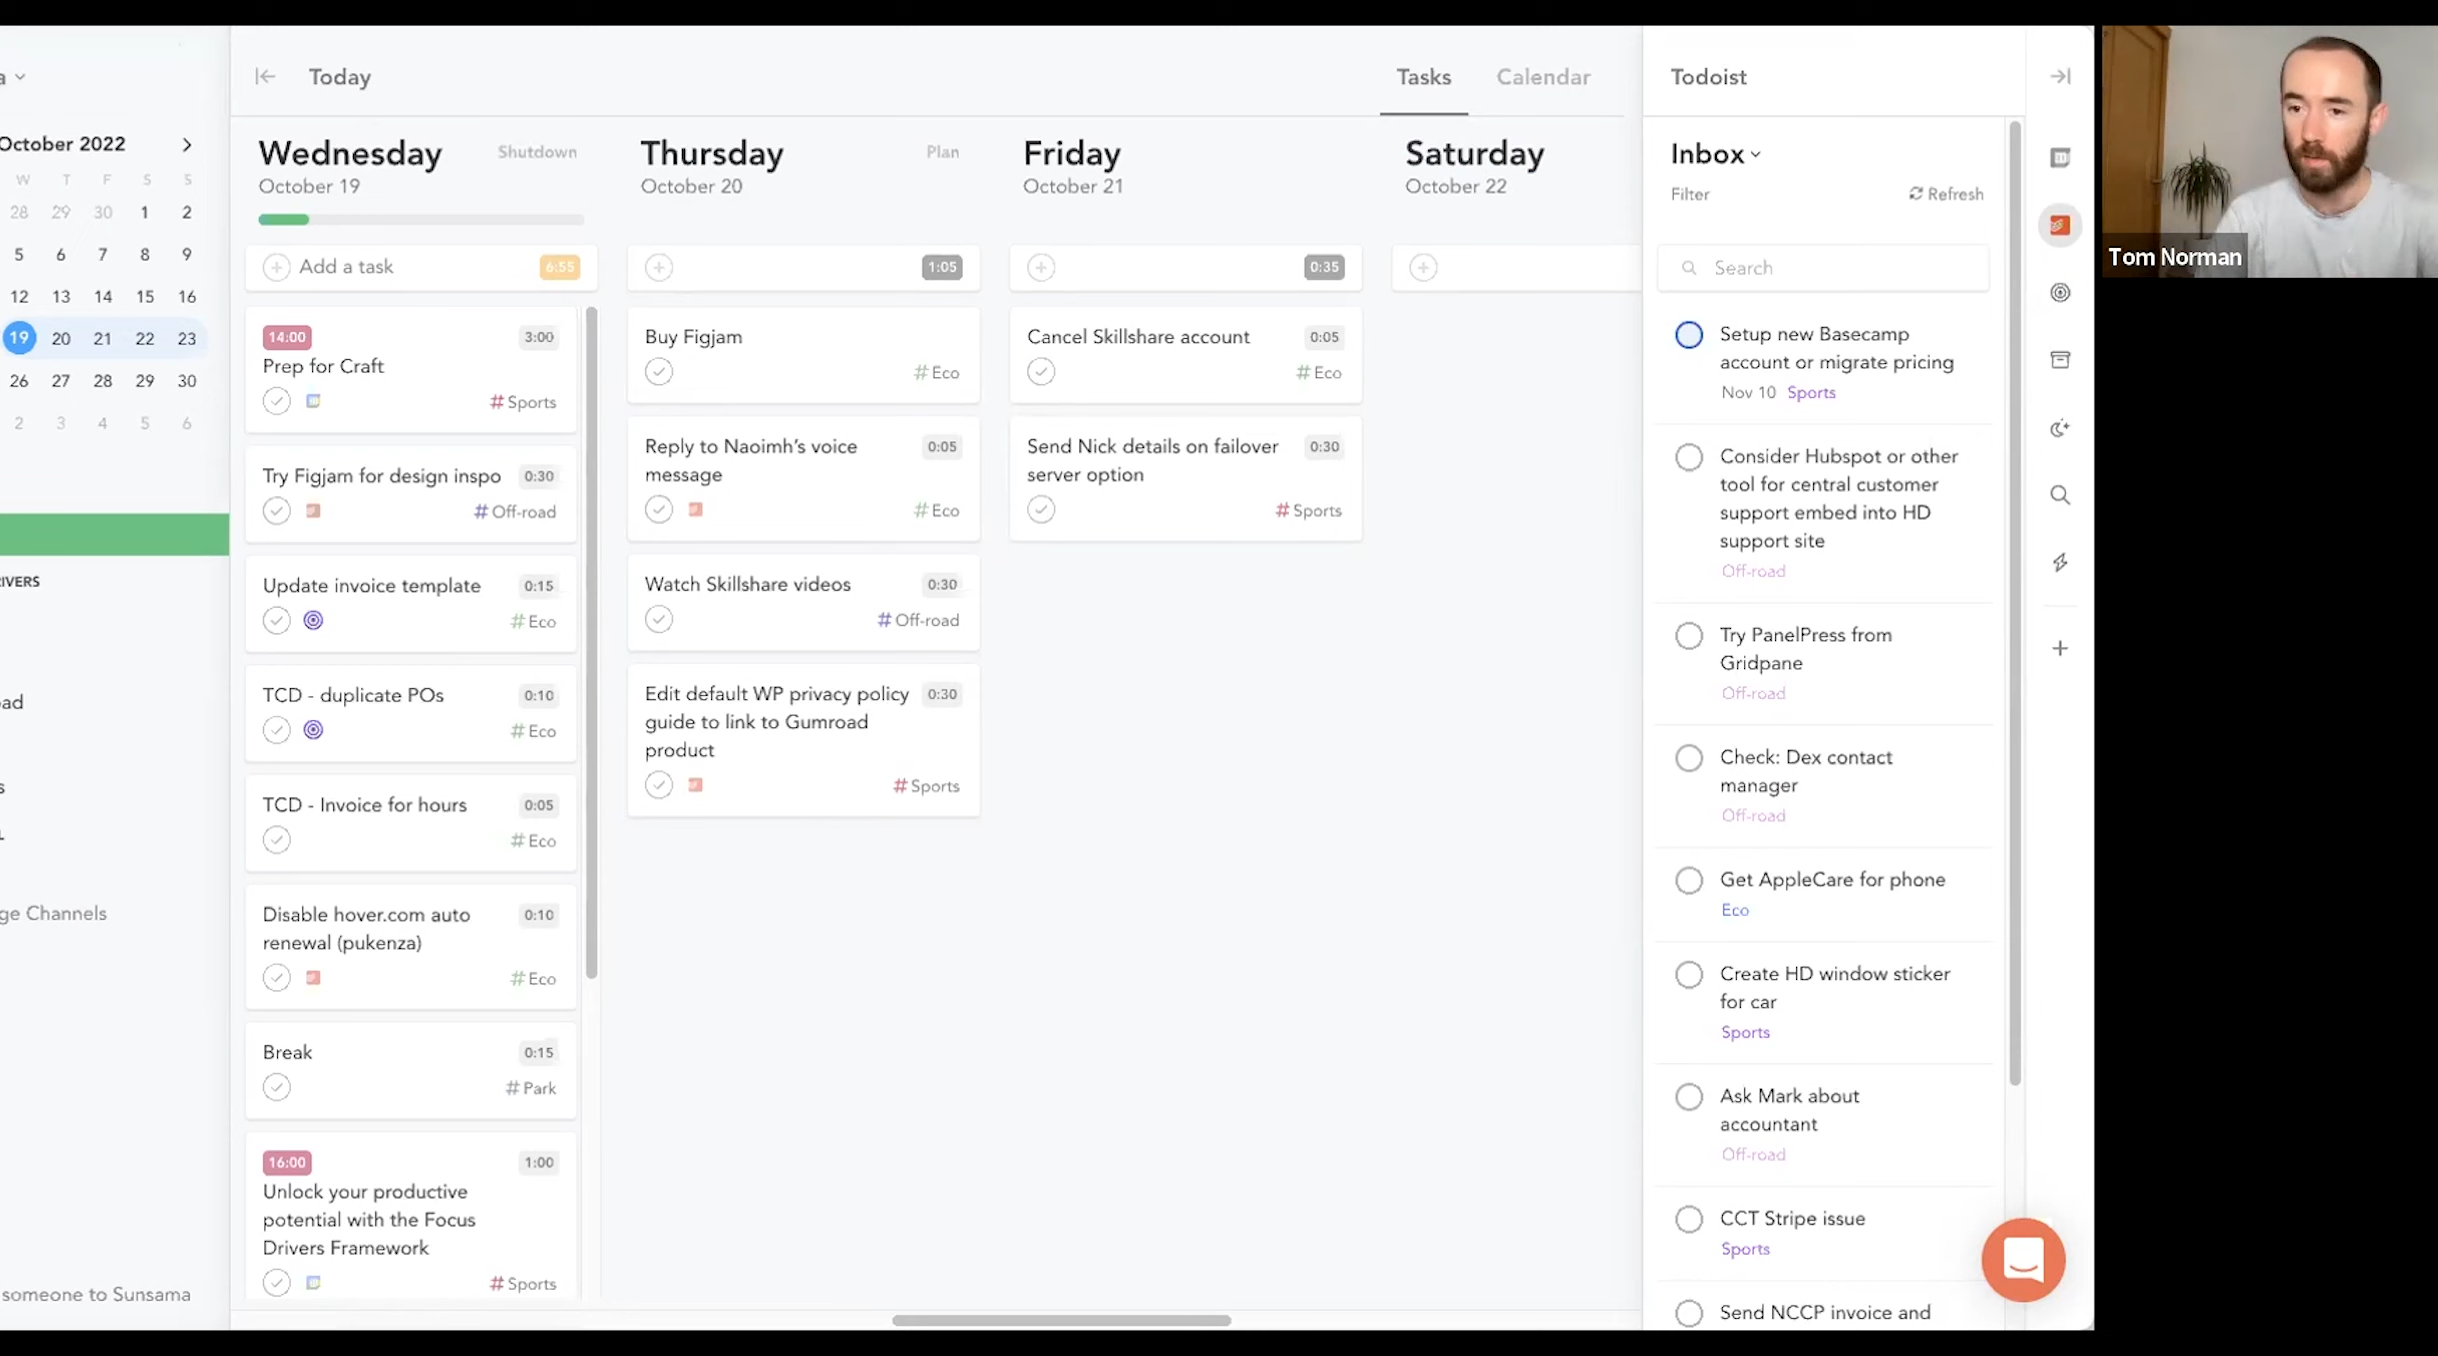 a
October 2022
W T F S S
28 29 30 1 2
5 6 7 8 9
12 13 14 15 16
19 20 21 22 23
26 27 28 29 30
2 3 4 5 6
IVERS
ad
s
ge Channels
someone to Sunsama
Today
Tasks
Calendar
Wednesday
Shutdown
October 19
Add a task
6:55
14:00
3:00
Prep for Craft
# Sports
Try Figjam for design inspo
0:30
# Off-road
Update invoice template
0:15
# Eco
TCD - duplicate POs
0:10
# Eco
TCD - Invoice for hours
0:05
# Eco
Disable hover.com auto
0:10
renewal (pukenza)
# Eco
Break
0:15
# Park
16:00
1:00
Unlock your productive
potential with the Focus
Drivers Framework
# Sports
Thursday
Plan
October 20
1:05
Buy Figjam
# Eco
Reply to Naoimh's voice
0:05
message
# Eco
Watch Skillshare videos
0:30
# Off-road
Edit default WP privacy policy
0:30
guide to link to Gumroad
product
# Sports
Friday
October 21
0:35
Cancel Skillshare account
0:05
# Eco
Send Nick details on failover
0:30
server option
# Sports
Saturday
October 22
Todoist
Inbox
Filter
Refresh
Search
Setup new Basecamp
account or migrate pricing
Nov 10 Sports
Consider Hubspot or other
tool for central customer
support embed into HD
support site
Off-road
Try PanelPress from
Gridpane
Off-road
Check: Dex contact
manager
Off-road
Get AppleCare for phone
Eco
Create HD window sticker
for car
Sports
Ask Mark about
accountant
Off-road
CCT Stripe issue
Sports
Send NCCP invoice and
Tom Norman